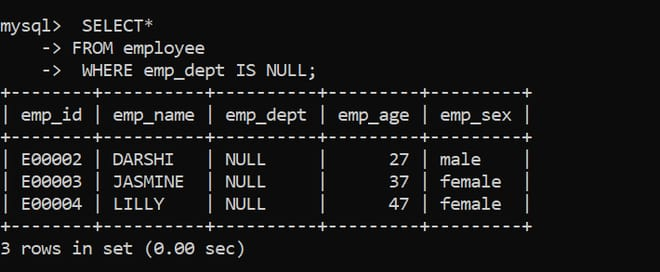 mysql>  SELECT*
    -> FROM employee
    ->  WHERE emp_dept IS NULL;
+--------+----------+----------+---------+---------+
| emp_id | emp_name | emp_dept | emp_age | emp_sex |
+--------+----------+----------+---------+---------+
| E00002 | DARSHI   | NULL     |      27 | male    |
| E00003 | JASMINE  | NULL     |      37 | female  |
| E00004 | LILLY    | NULL     |      47 | female  |
+--------+----------+----------+---------+---------+
3 rows in set (0.00 sec)